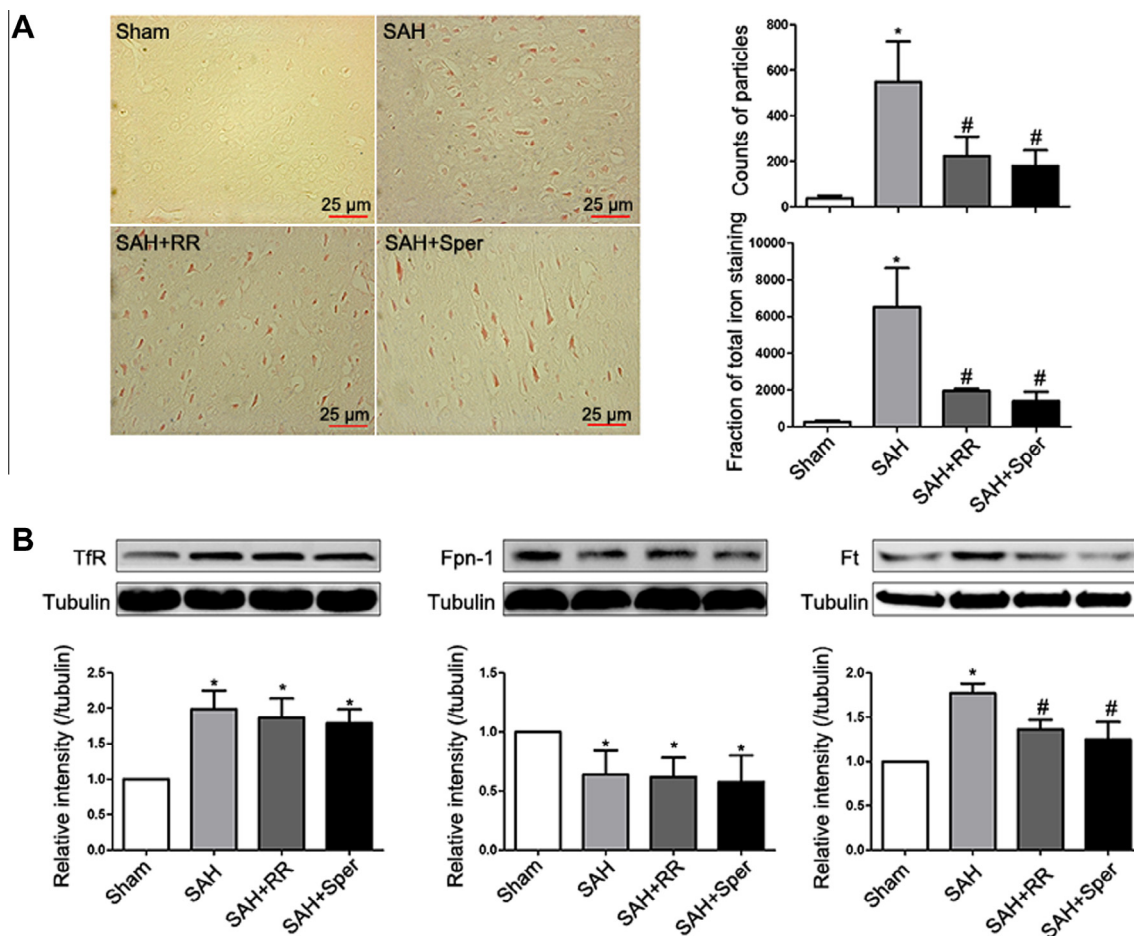 A
Sham
SAH
25 µm
25 µm
SAH+RR
SAH+Sper
25 µm
25 µm
Counts of particles
800
600
400
200
0
*
#
#
Fraction of total iron staining
10000
8000
6000
4000
2000
0
*
#
#
Sham
SAH
SAH+RR
SAH+Sper
B
TfR
Tubulin
Relative intensity (/tubulin)
2.5
2.0
1.5
1.0
0.5
0.0
*
*
*
Sham
SAH
SAH+RR
SAH+Sper
Fpn-1
Tubulin
Relative intensity (/tubulin)
1.5
1.0
0.5
0.0
*
*
*
Sham
SAH
SAH+RR
SAH+Sper
Ft
Tubulin
Relative intensity (/tubulin)
2.0
1.5
1.0
0.5
0.0
*
#
#
Sham
SAH
SAH+RR
SAH+Sper